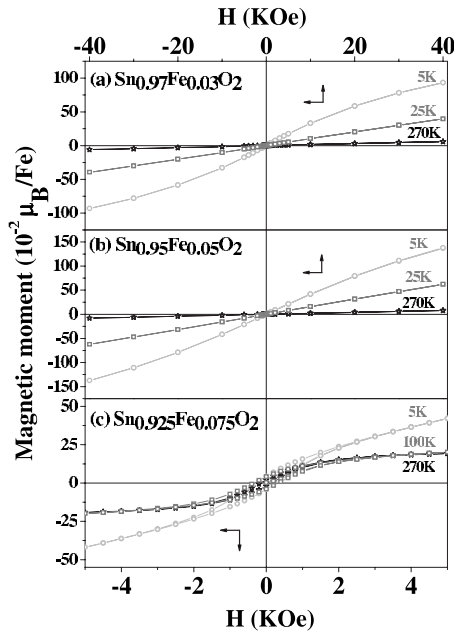 H (KOe)
-40 -20 0 20 40
Magnetic moment (10-2 μB/Fe)
(a) Sn0.97Fe0.03O2
100
50
0
-50
-100
5K
25K
270K
(b) Sn0.95Fe0.05O2
150
100
50
0
-50
-100
-150
5K
25K
270K
(c) Sn0.925Fe0.075O2
50
25
0
-25
-50
5K
100K
270K
-4 -2 0 2 4
H (KOe)